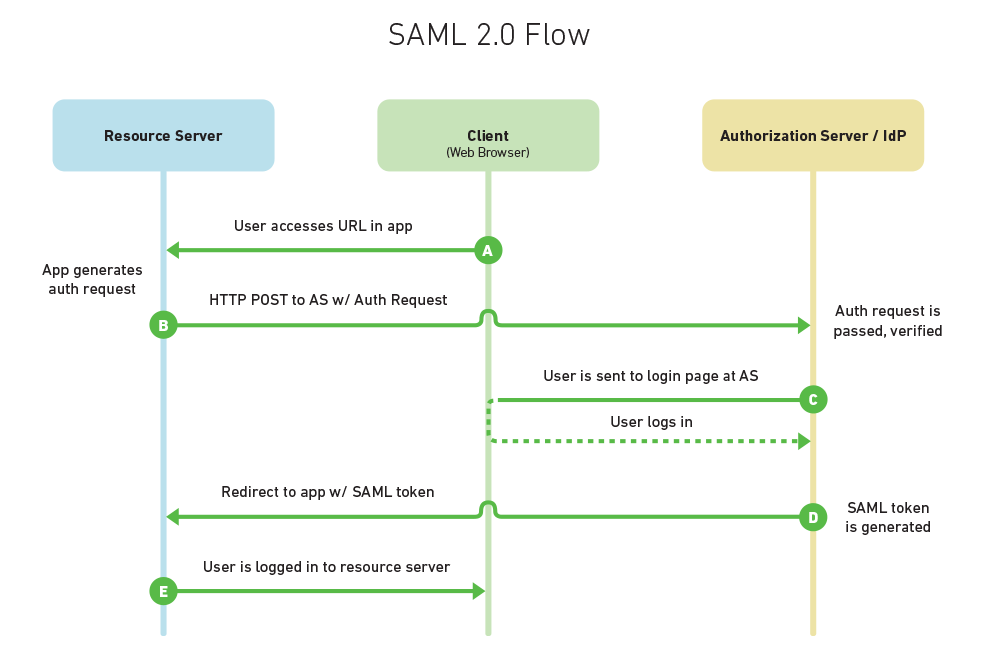 SAML 2.0 Flow
Resource Server
Client
(Web Browser)
Authorization Server / IdP
User accesses URL in app
A
App generates
auth request
HTTP POST to AS w/ Auth Request
B
Auth request is
passed, verified
User is sent to login page at AS
C
User logs in
Redirect to app w/ SAML token
D
SAML token
is generated
User is logged in to resource server
E